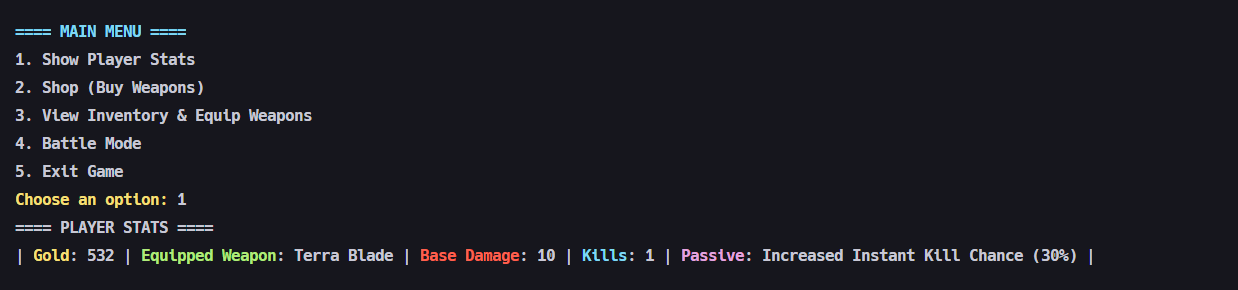 ==== MAIN MENU ====
1. Show Player Stats
2. Shop (Buy Weapons)
3. View Inventory & Equip Weapons
4. Battle Mode
5. Exit Game
Choose an option: 1
==== PLAYER STATS ====
| Gold: 532 | Equipped Weapon: Terra Blade | Base Damage: 10 | Kills: 1 | Passive: Increased Instant Kill Chance (30%) |